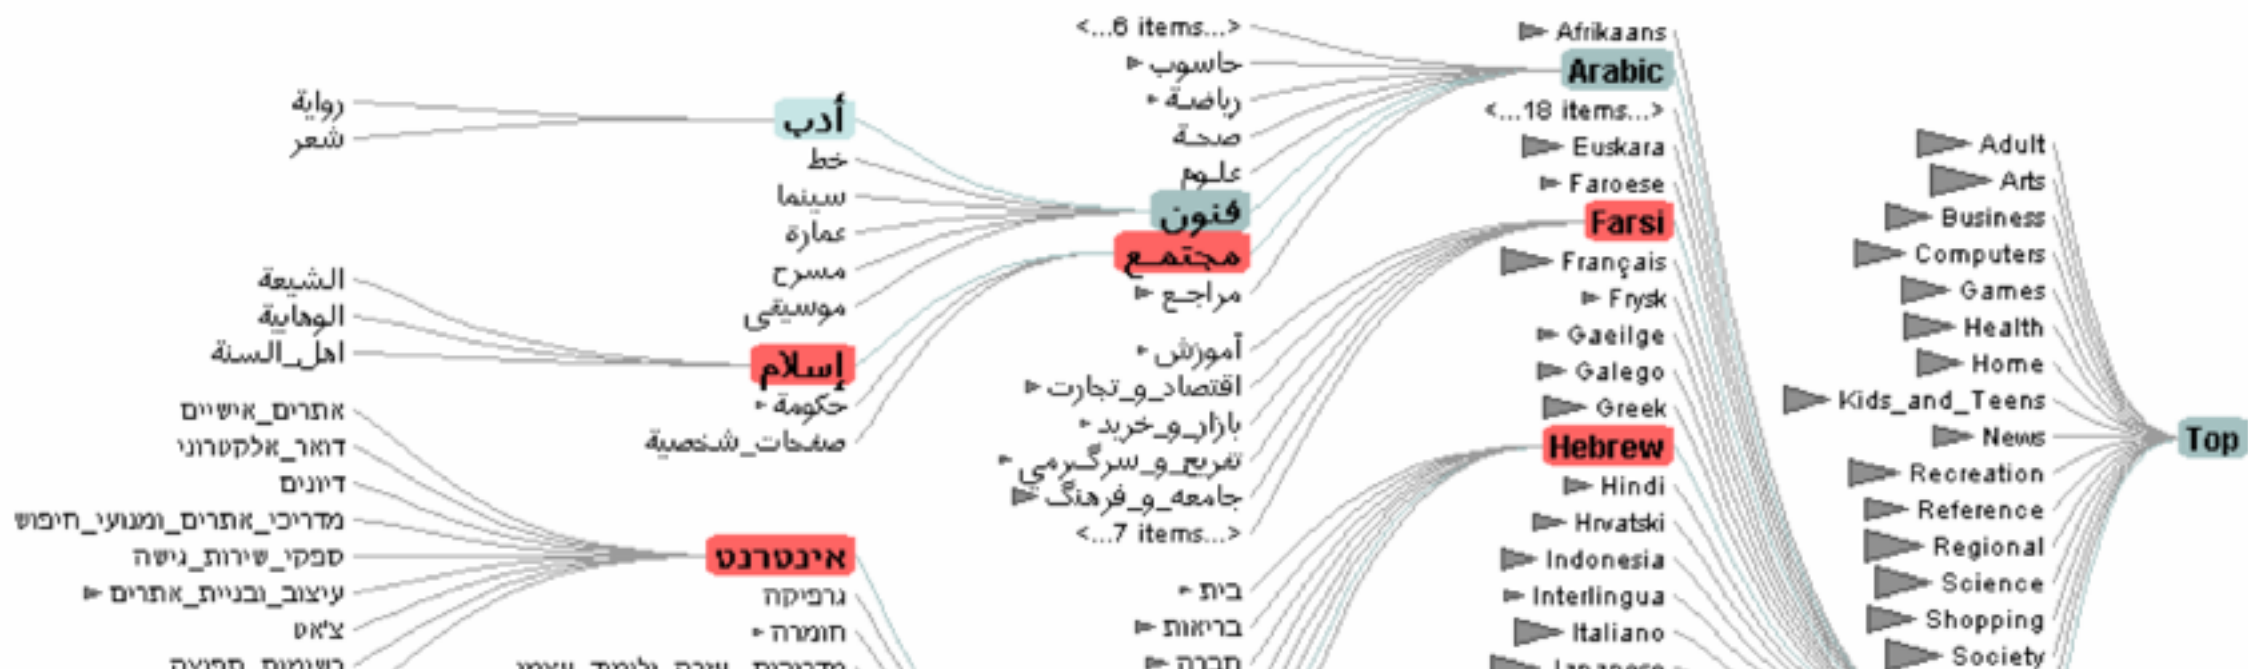 Top
Adult
Arts
Business
Computers
Games
Health
Home
Kids_and_Teens
News
Recreation
Reference
Regional
Science
Shopping
Society
Afrikaans
Arabic
<...18 items...>
Euskara
Faroese
Farsi
Français
Frysk
Gaeilge
Galego
Greek
Hebrew
Hindi
Hrvatski
Indonesia
Interlingua
Italiano
Japanese
<...6 items...>
حاسوب
رياضة
صحة
علوم
فنون
مجتمع
مراجع
آموزش
اقتصاد_و_تجارت
بازار_و_خرید
تفریح_و_سرگرمی
جامعه_و_فرهنگ
<...7 items...>
בית
בריאות
חברה
أدب
خط
سينما
عمارة
مسرح
موسيقى
إسلام
حكومة
صفحات_شخصية
אינטרנט
גרפיקה
חומרה
رواية
شعر
الشيعة
الوهابية
اهل_السنة
אתרים_אישיים
דואר_אלקטרוני
דיונים
מדריכי_אתרים_ומנועי_חיפוש
ספקי_שירות_גישה
עיצוב_ובניית_אתרים
צ'אט
רשימות_תפוצה